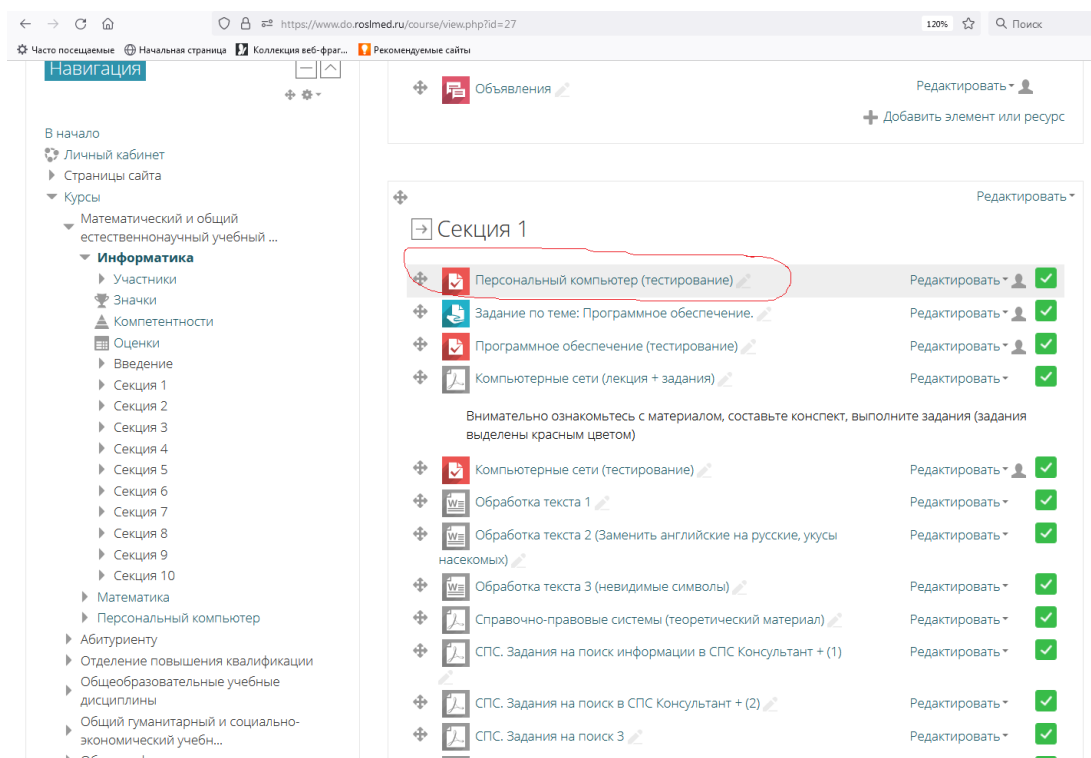 https://www.do.roslmed.ru/course/view.php?id=27
120%
Поиск
Часто посещаемые
Начальная страница
Коллекция веб-фраг...
Рекомендуемые сайты
Навигация
В начало
Личный кабинет
Страницы сайта
Курсы
Математический и общий
естественнонаучный учебный ...
Информатика
Участники
Значки
Компетентности
Оценки
Введение
Секция 1
Секция 2
Секция 3
Секция 4
Секция 5
Секция 6
Секция 7
Секция 8
Секция 9
Секция 10
Математика
Персональный компьютер
Абитуриенту
Отделение повышения квалификации
Общеобразовательные учебные
дисциплины
Общий гуманитарный и социально-
экономический учебн...
Объявления
Редактировать
Добавить элемент или ресурс
Редактировать
Секция 1
Персональный компьютер (тестирование)
Редактировать
Задание по теме: Программное обеспечение.
Редактировать
Программное обеспечение (тестирование)
Редактировать
Компьютерные сети (лекция + задания)
Редактировать
Внимательно ознакомьтесь с материалом, составьте конспект, выполните задания (задания
выделены красным цветом)
Компьютерные сети (тестирование)
Редактировать
Обработка текста 1
Редактировать
Обработка текста 2 (Заменить английские на русские, укусы
насекомых)
Редактировать
Обработка текста 3 (невидимые символы)
Редактировать
Справочно-правовые системы (теоретический материал)
Редактировать
СПС. Задания на поиск информации в СПС Консультант + (1)
Редактировать
СПС. Задания на поиск в СПС Консультант + (2)
Редактировать
СПС. Задания на поиск 3
Редактировать